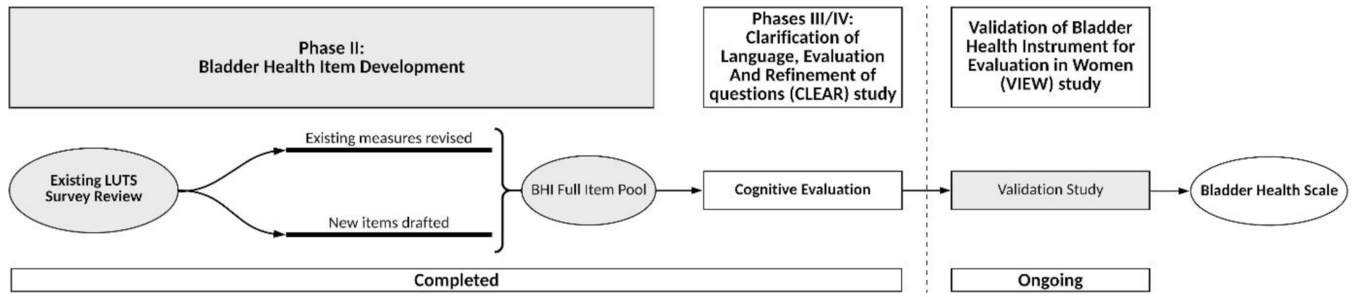 Phase II:
Bladder Health Item Development
Phases III/IV:
Clarification of
Language, Evaluation
And Refinement of
questions (CLEAR) study
Validation of Bladder
Health Instrument for
Evaluation in Women
(VIEW) study
Existing LUTS
Survey Review
Existing measures revised
New items drafted
BHI Full Item Pool
Cognitive Evaluation
Validation Study
Bladder Health Scale
Completed
Ongoing